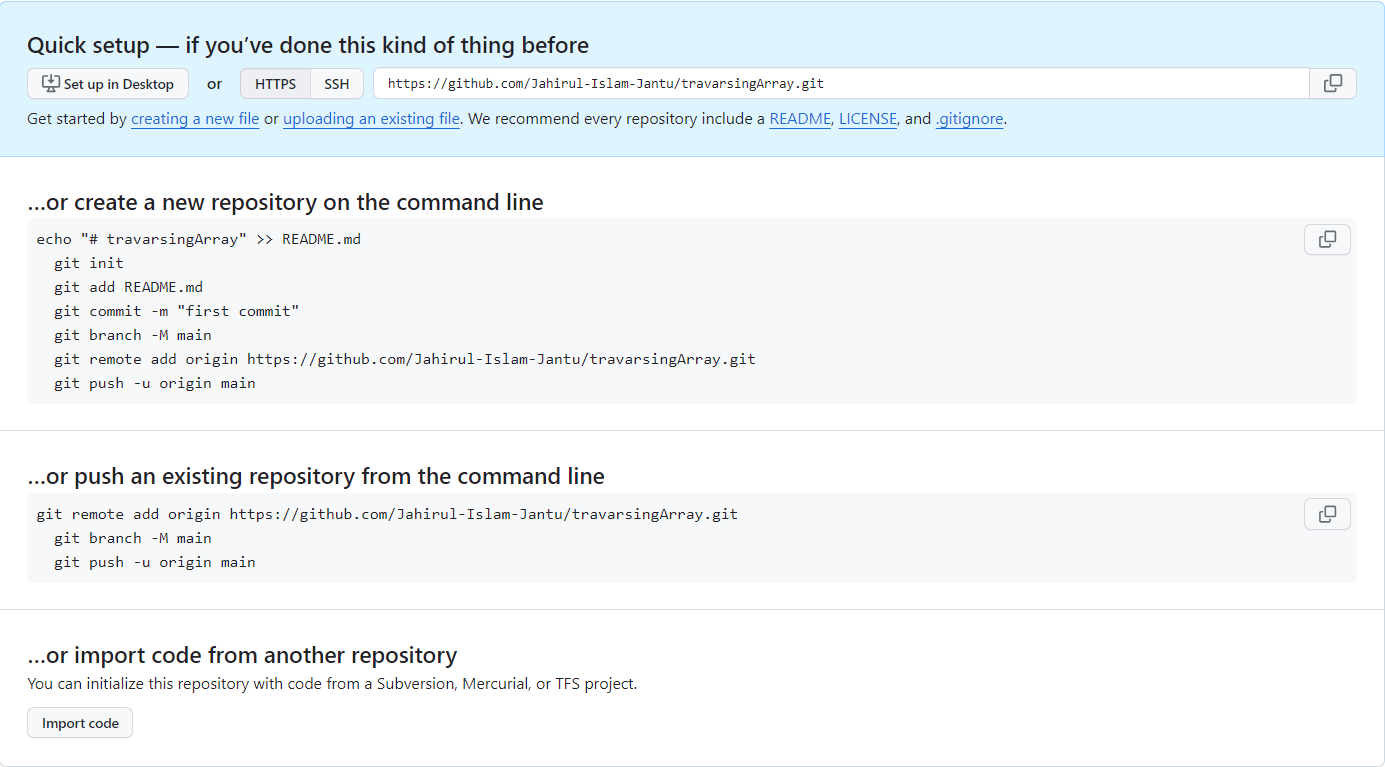 Quick setup — if you’ve done this kind of thing before
Set up in Desktop or HTTPS SSH https://github.com/Jahirul-Islam-Jantu/travarsingArray.git
Get started by creating a new file or uploading an existing file. We recommend every repository include a README, LICENSE, and .gitignore.
…or create a new repository on the command line
echo "# travarsingArray" >> README.md
git init
git add README.md
git commit -m "first commit"
git branch -M main
git remote add origin https://github.com/Jahirul-Islam-Jantu/travarsingArray.git
git push -u origin main
…or push an existing repository from the command line
git remote add origin https://github.com/Jahirul-Islam-Jantu/travarsingArray.git
git branch -M main
git push -u origin main
…or import code from another repository
You can initialize this repository with code from a Subversion, Mercurial, or TFS project.
Import code